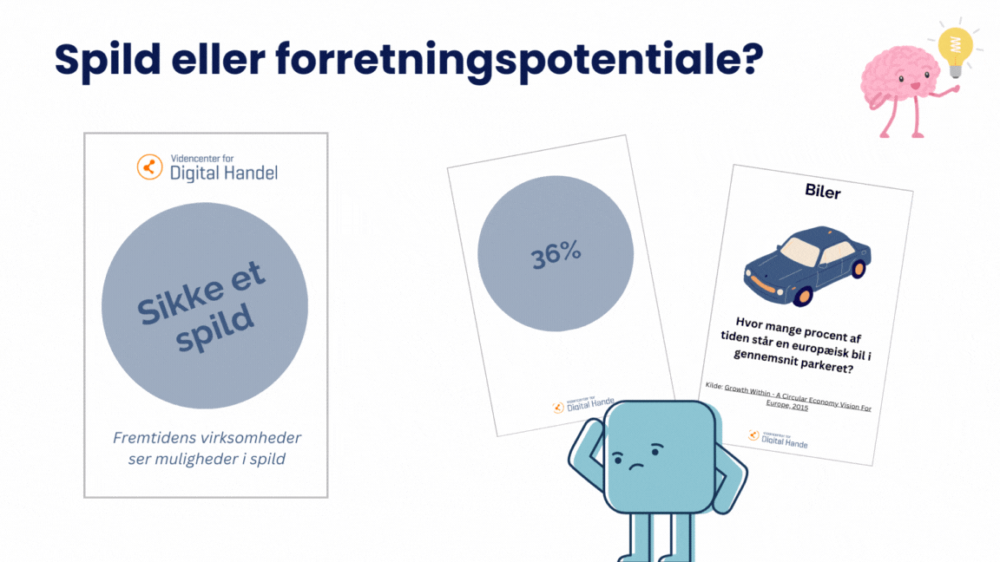 Spild eller forretningspotentiale?
Videncenter for
Digital Handel
Sikke et
spild
Fremtidens virksomheder
ser muligheder i spild
36%
Videncenter for
Digital Hande
Biler
Hvor mange procent af
tiden står en europæisk bil i
gennemsnit parkeret?
Kilde: Growth Within - A Circular Economy Vision For
Europe, 2015
Videncenter for
Digital Hande